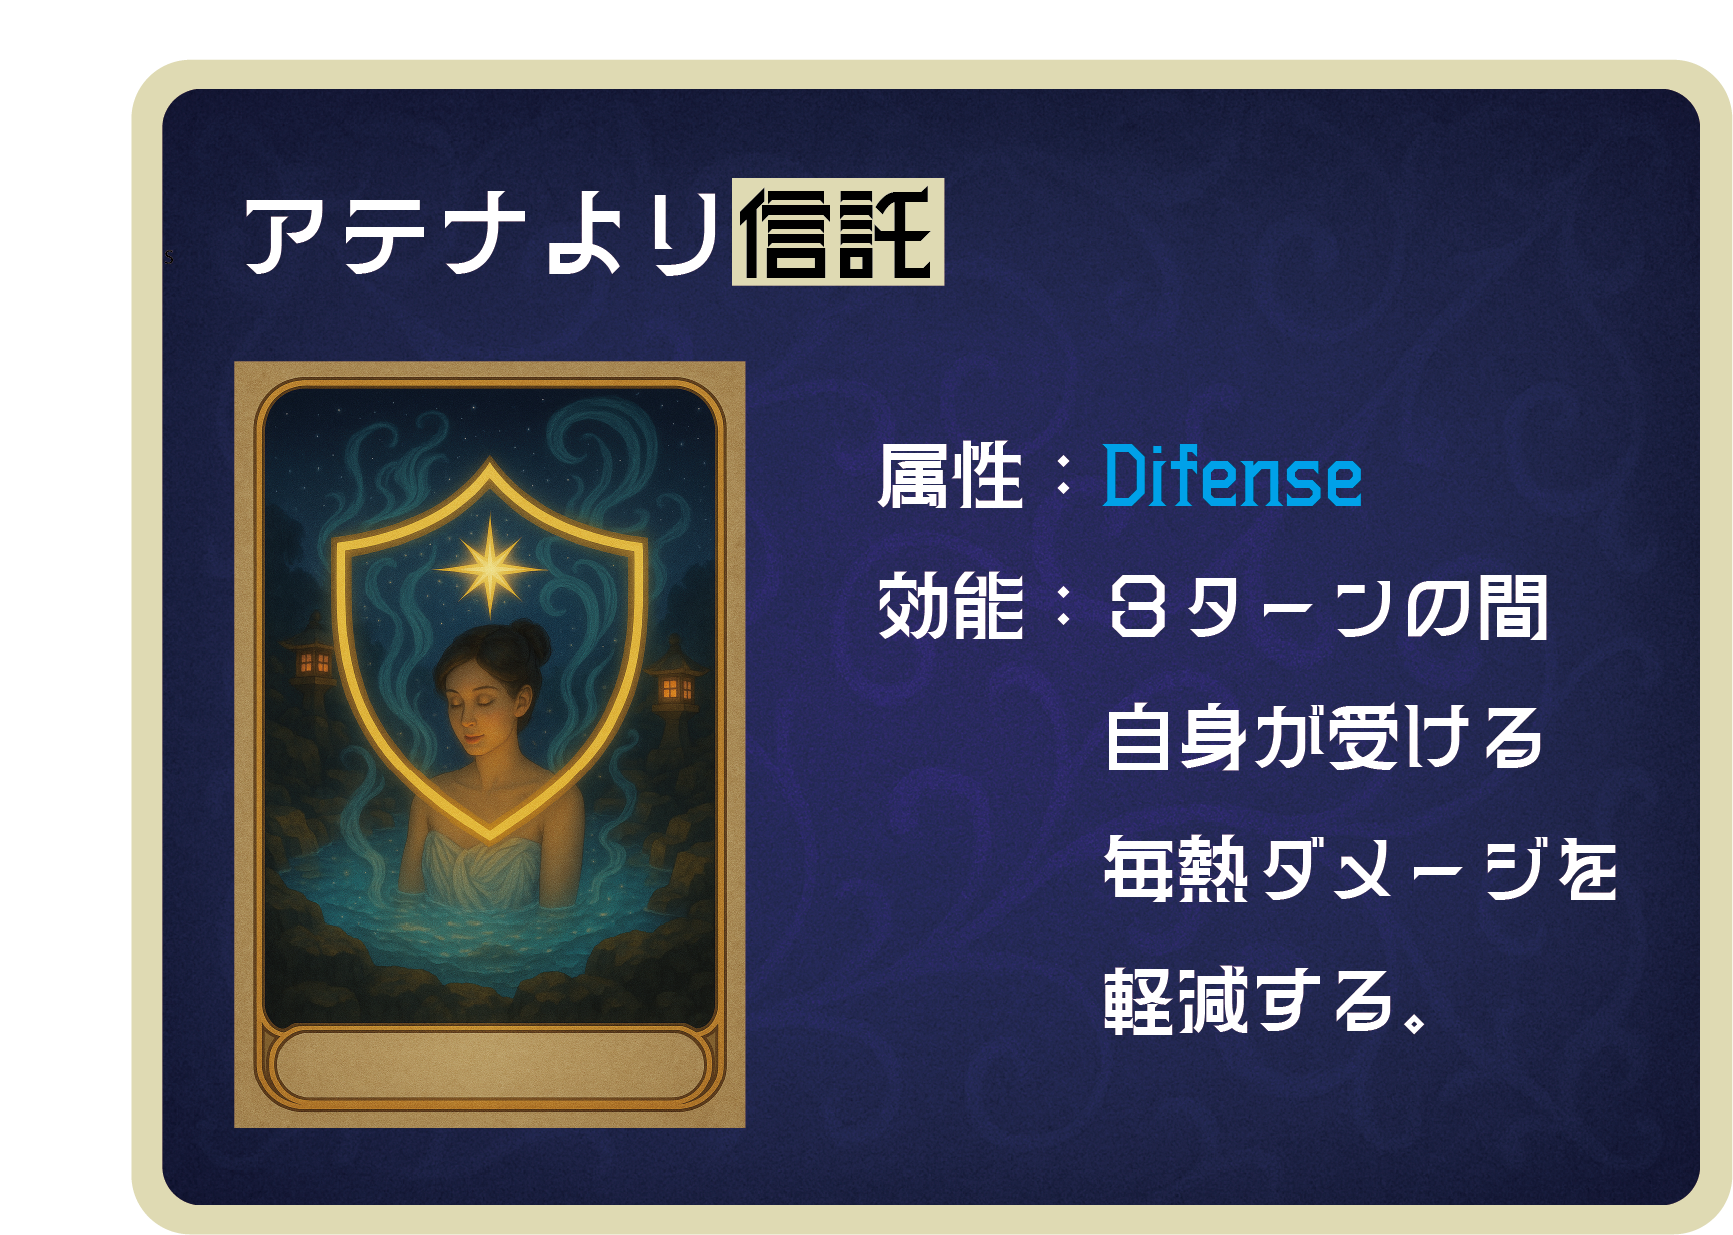 アテナより信託
属性：Difense
効能：３ターンの間
自身が受ける
毎熱ダメージを
軽減する。